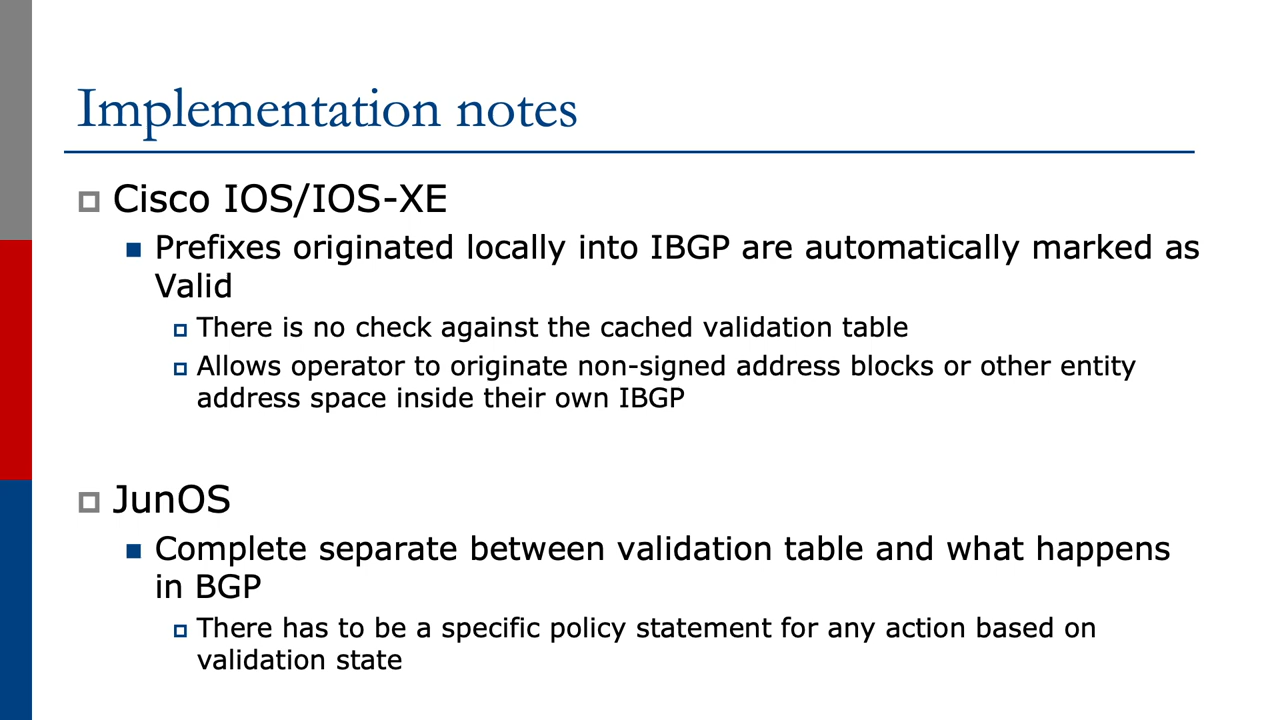 Implementation notes
Cisco IOS/IOS-XE
Prefixes originated locally into IBGP are automatically marked as
Valid
There is no check against the cached validation table
Allows operator to originate non-signed address blocks or other entity
address space inside their own IBGP
JunOS
Complete separate between validation table and what happens
in BGP
There has to be a specific policy statement for any action based on
validation state